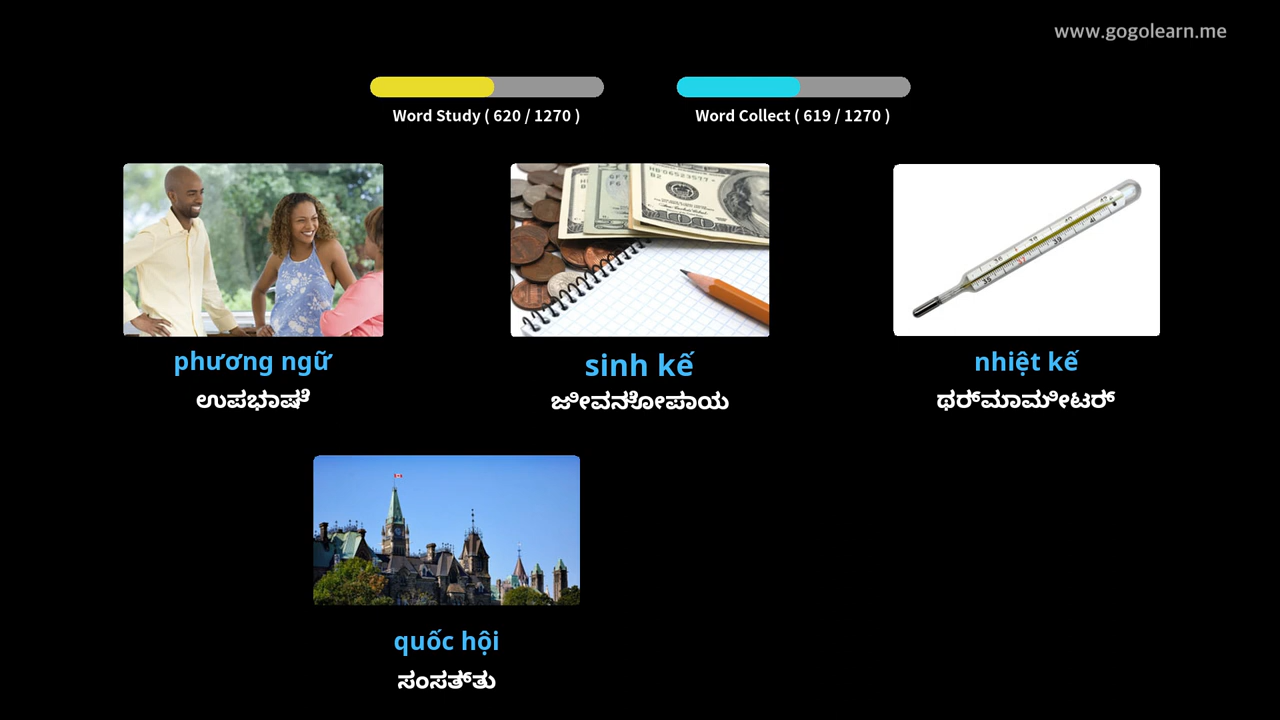 www.gogolearn.me
Word Study ( 620 / 1270 )
Word Collect ( 619 / 1270 )
phương ngữ
ಉಪಭಾಷೆ
sinh kế
ಜೀವನೋಪಾಯ
nhiệt kế
ಥರ್ಮಾಮೀಟರ್
quốc hội
ಸಂಸತ್ತು